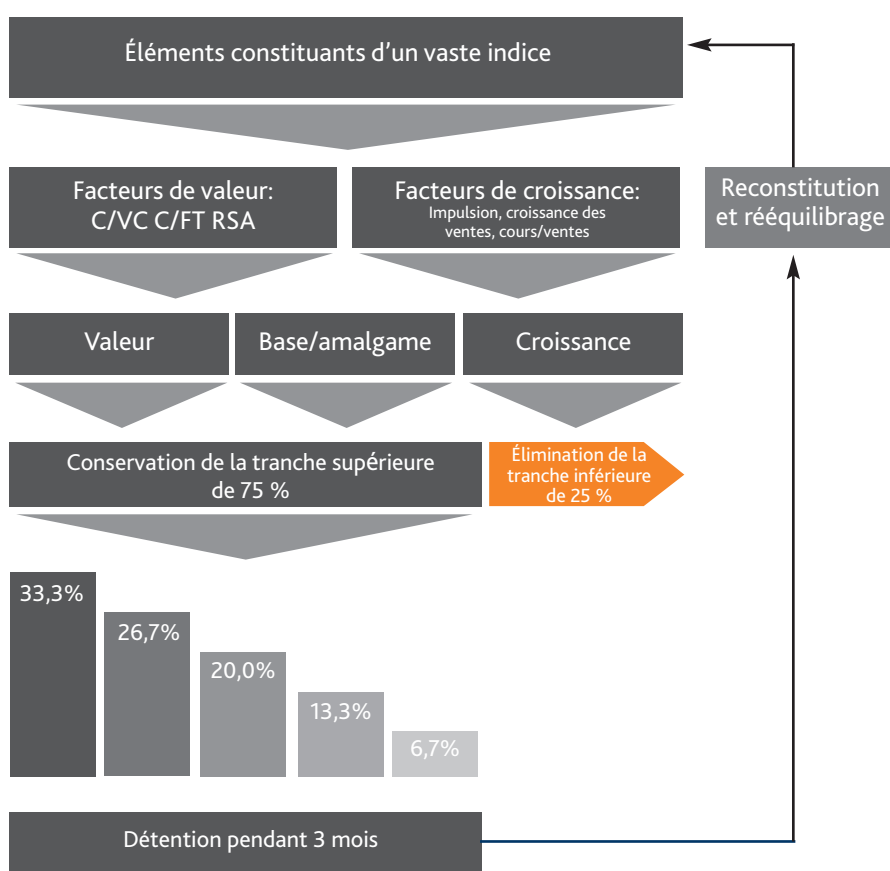 Éléments constituants d’un vaste indice
Facteurs de valeur:
C/VC C/FT RSA
Facteurs de croissance:
Impulsion, croissance des
ventes, cours/ventes
Reconstitution
et rééquilibrage
Valeur
Base/amalgame
Croissance
Conservation de la tranche supérieure
de 75 %
Élimination de la
tranche inférieure
de 25 %
33,3%
26,7%
20,0%
13,3%
6,7%
Détention pendant 3 mois